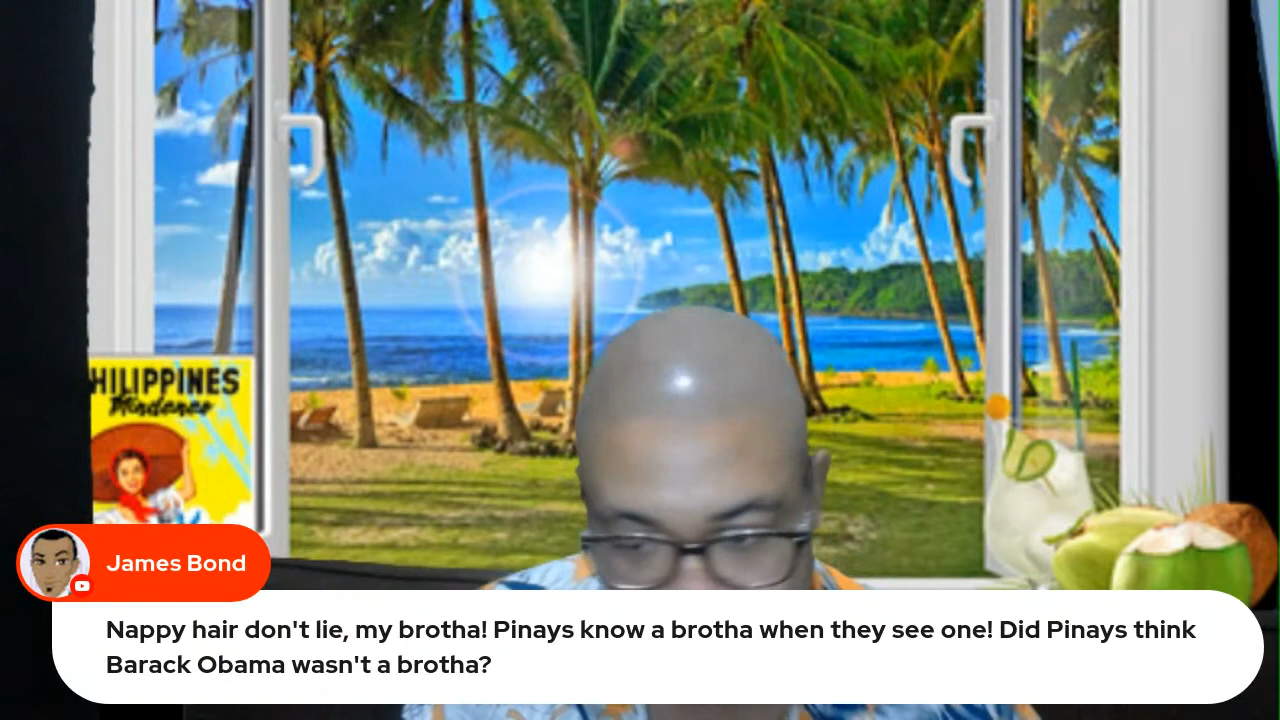 HILIPPINES
Mindanao
James Bond
Nappy hair don't lie, my brotha! Pinays know a brotha when they see one! Did Pinays think
Barack Obama wasn't a brotha?